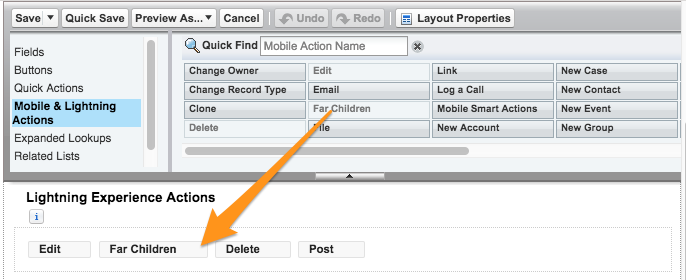 Save Quick Save Preview As... Cancel Undo Redo Layout Properties
Fields
Buttons
Quick Actions
Mobile & Lightning
Actions
Expanded Lookups
Related Lists
Quick Find Mobile Action Name
Change Owner Edit Link New Case
Change Record Type Email Log a Call New Contact
Clone Far Children Mobile Smart Actions New Event
Delete File New Account New Group
Lightning Experience Actions
i
Edit Far Children Delete Post